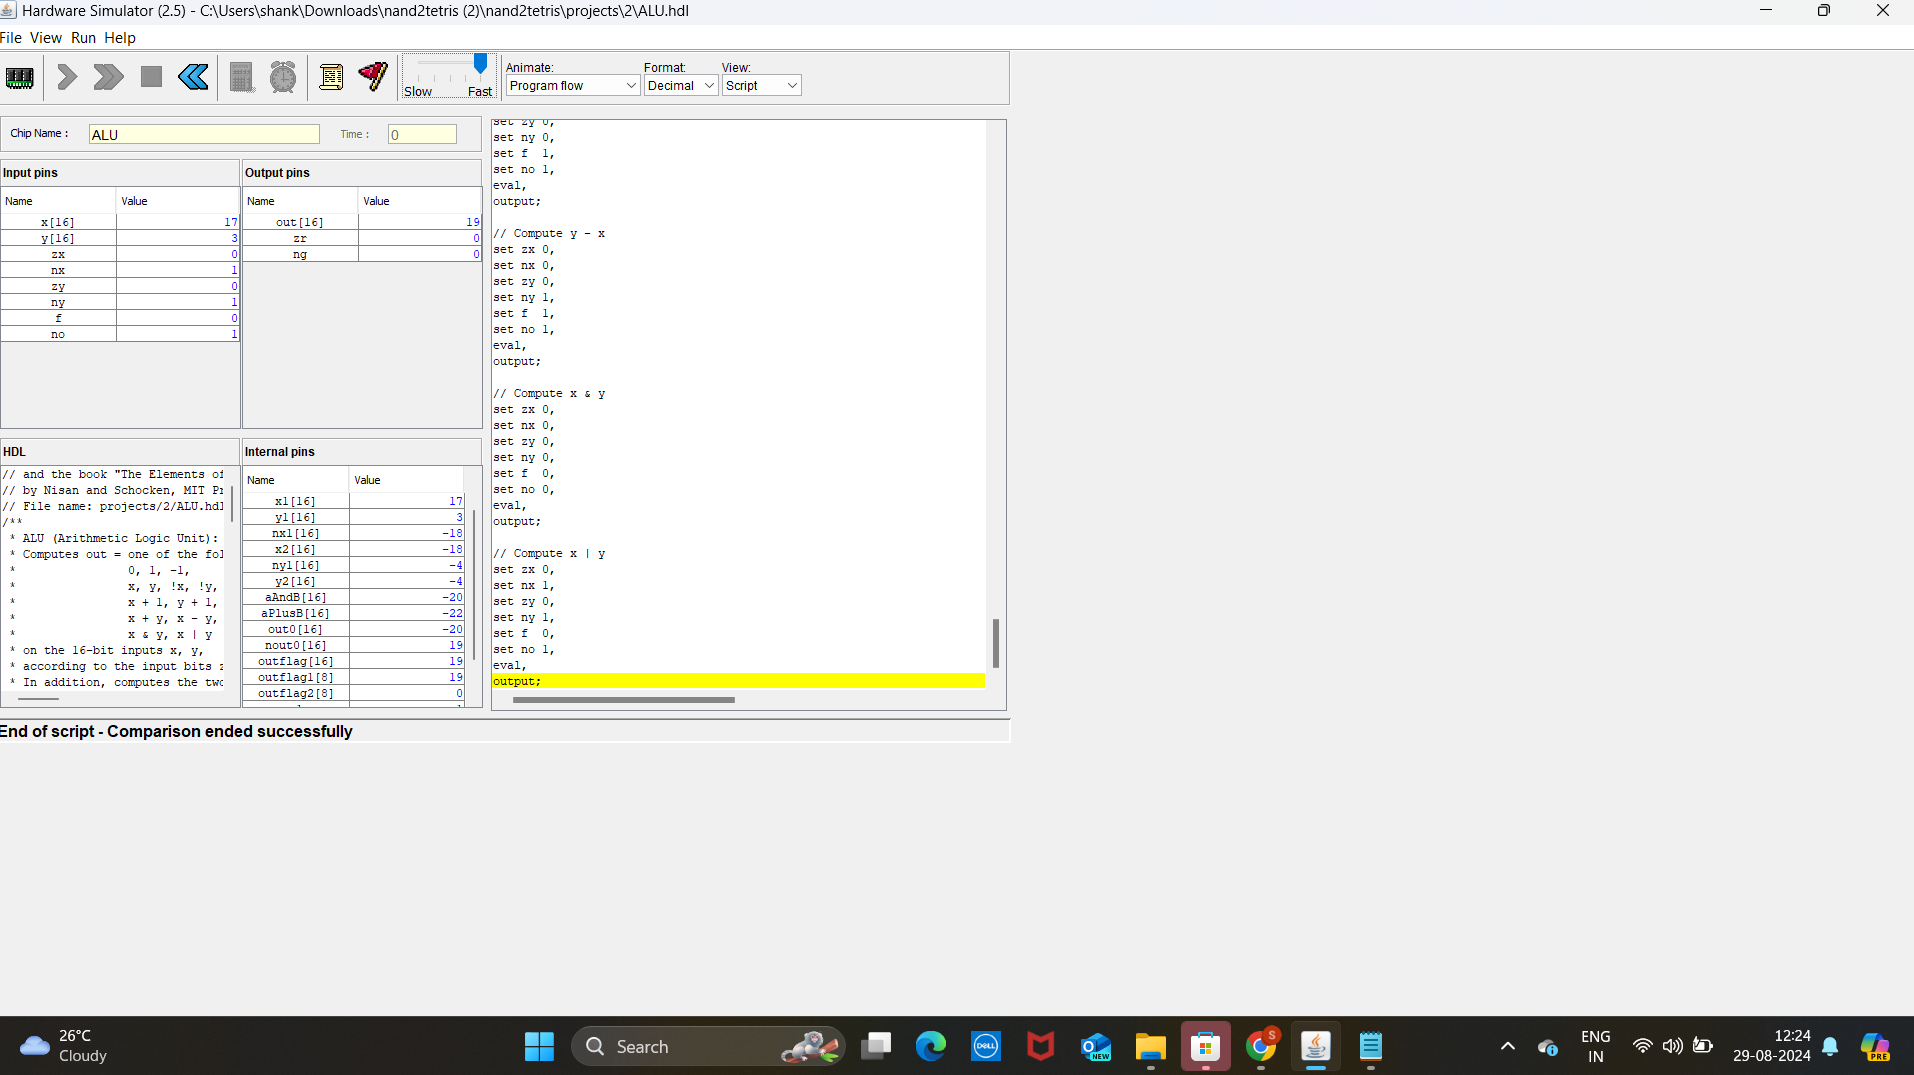 Hardware Simulator (2.5) - C:\Users\shank\Downloads\nand2tetris (2)\nand2tetris\projects\2\ALU.hdl
File View Run Help
Slow Fast
Animate: Format: View:
Program flow Decimal Script
Chip Name : ALU Time : 0
Input pins
Name Value
x[16] 17
y[16] 3
zx 0
nx 1
zy 0
ny 1
f 0
no 1
Output pins
Name Value
out[16] 19
zr 0
ng 0
HDL
// and the book "The Elements of
// by Nisan and Schocken, MIT Pr
// File name: projects/2/ALU.hdl
/**
* ALU (Arithmetic Logic Unit):
* Computes out = one of the fol
* 0, 1, -1,
* x, y, !x, !y,
* x + 1, y + 1,
* x + y, x - y,
* x & y, x | y
* on the 16-bit inputs x, y,
* according to the input bits z
* In addition, computes the two
Internal pins
Name Value
x1[16] 17
y1[16] 3
nx1[16] -18
x2[16] -18
ny1[16] -4
y2[16] -4
aAndB[16] -20
aPlusB[16] -22
out0[16] -20
nout0[16] 19
outflag[16] 19
outflag1[8] 19
outflag2[8] 0
set zy 0,
set ny 0,
set f  1,
set no 1,
eval,
output;
// Compute y - x
set zx 0,
set nx 0,
set zy 0,
set ny 1,
set f  1,
set no 1,
eval,
output;
// Compute x & y
set zx 0,
set nx 0,
set zy 0,
set ny 0,
set f  0,
set no 0,
eval,
output;
// Compute x | y
set zx 0,
set nx 1,
set zy 0,
set ny 1,
set f  0,
set no 1,
eval,
output;
End of script - Comparison ended successfully
26°C
Cloudy
Search
DELL
NEW
S
ENG
IN
12:24
29-08-2024
PRE